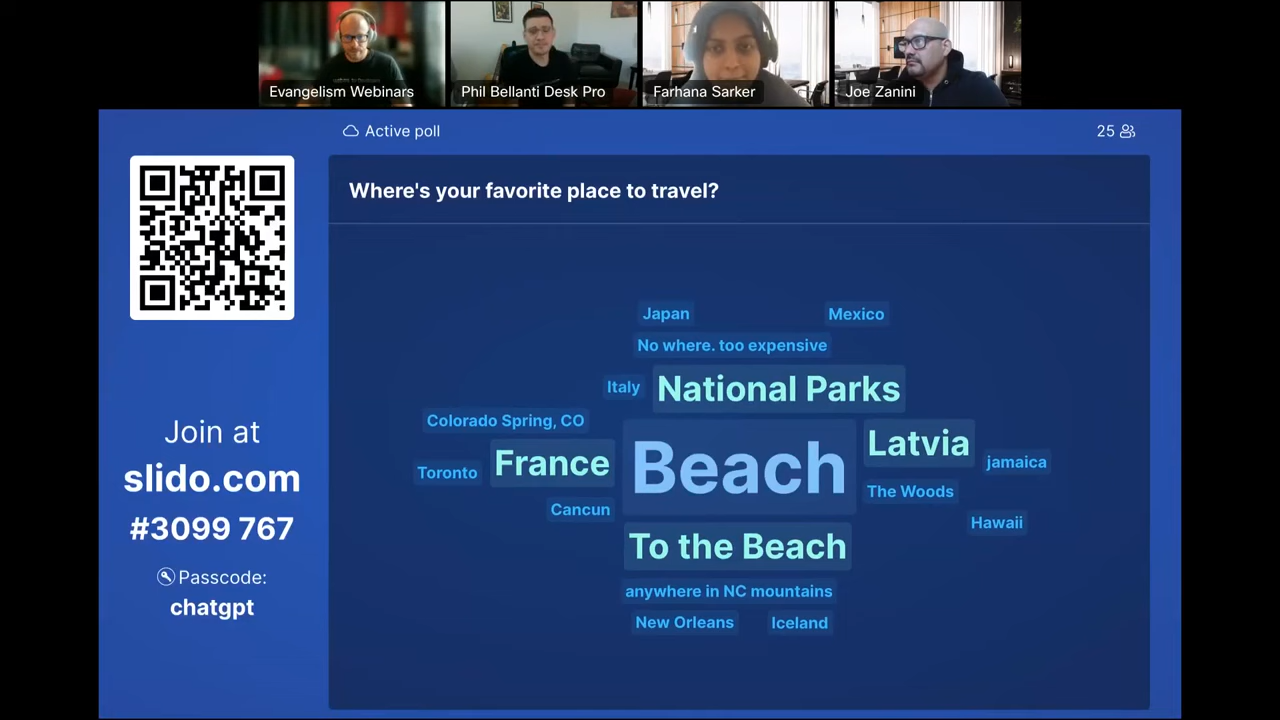 Evangelism Webinars
Phil Bellanti Desk Pro
Farhana Sarker
Joe Zanini
Active poll
25
Where's your favorite place to travel?
Join at
slido.com
#3099 767
Passcode:
chatgpt
Japan
Mexico
No where. too expensive
Italy
National Parks
Colorado Spring, CO
Latvia
France
Beach
jamaica
Toronto
The Woods
Cancun
Hawaii
To the Beach
anywhere in NC mountains
New Orleans
Iceland